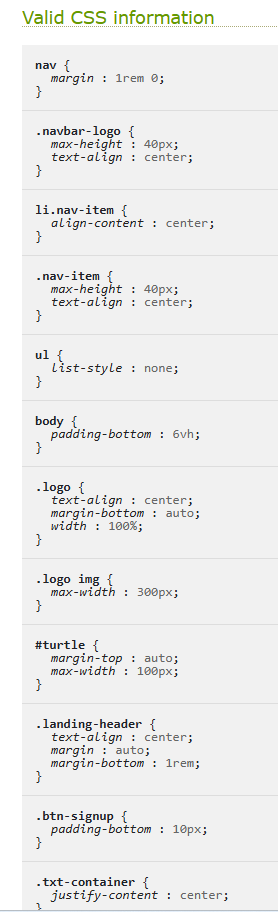 Valid CSS information
nav {
margin : 1rem 0;
}
.navbar-logo {
max-height : 40px;
text-align : center;
}
li.nav-item {
align-content : center;
}
.nav-item {
max-height : 40px;
text-align : center;
}
ul {
list-style : none;
}
body {
padding-bottom : 6vh;
}
.logo {
text-align : center;
margin-bottom : auto;
width : 100%;
}
.logo img {
max-width : 300px;
}
#turtle {
margin-top : auto;
max-width : 100px;
}
.landing-header {
text-align : center;
margin : auto;
margin-bottom : 1rem;
}
.btn-signup {
padding-bottom : 10px;
}
.txt-container {
justify-content : center;
}